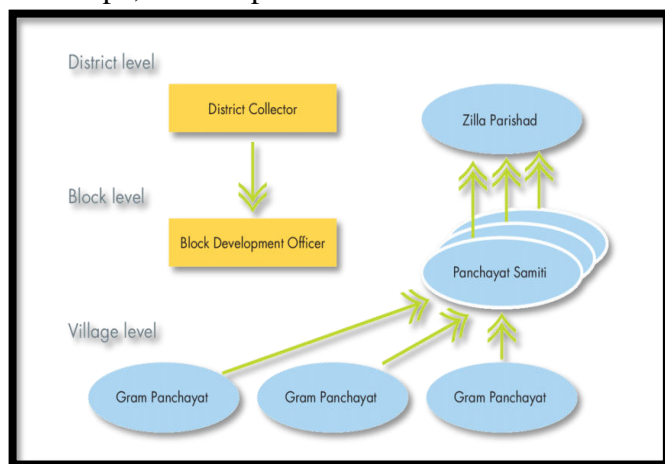 District level
District Collector
Zilla Parishad
Block level
Block Development Officer
Panchayat Samiti
Village level
Gram Panchayat
Gram Panchayat
Gram Panchayat